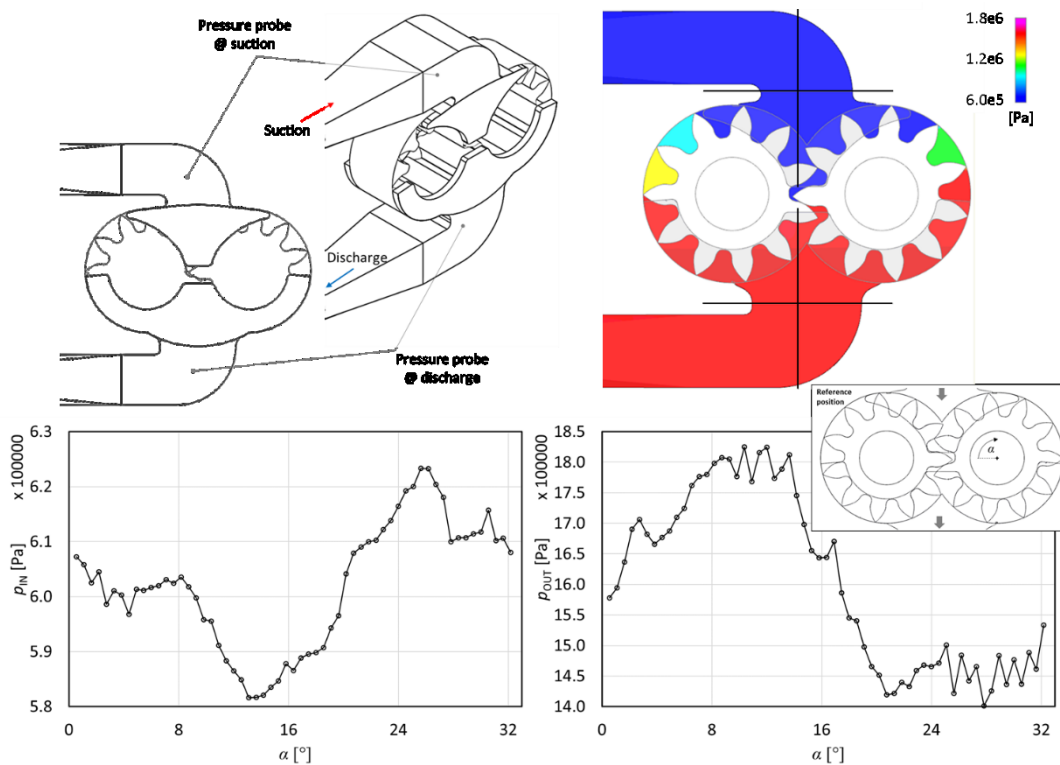 Pressure probe
@ suction
Suction
Discharge
Pressure probe
@ discharge
1.8e6
1.2e6
6.0e5
[Pa]
Reference
position
α
x 100000
6.3
6.2
6.1
6.0
5.9
5.8
pIN [Pa]
0
8
16
24
32
α [°]
x 100000
18.5
18.0
17.5
17.0
16.5
16.0
15.5
15.0
14.5
14.0
pOUT [Pa]
0
8
16
24
32
α [°]